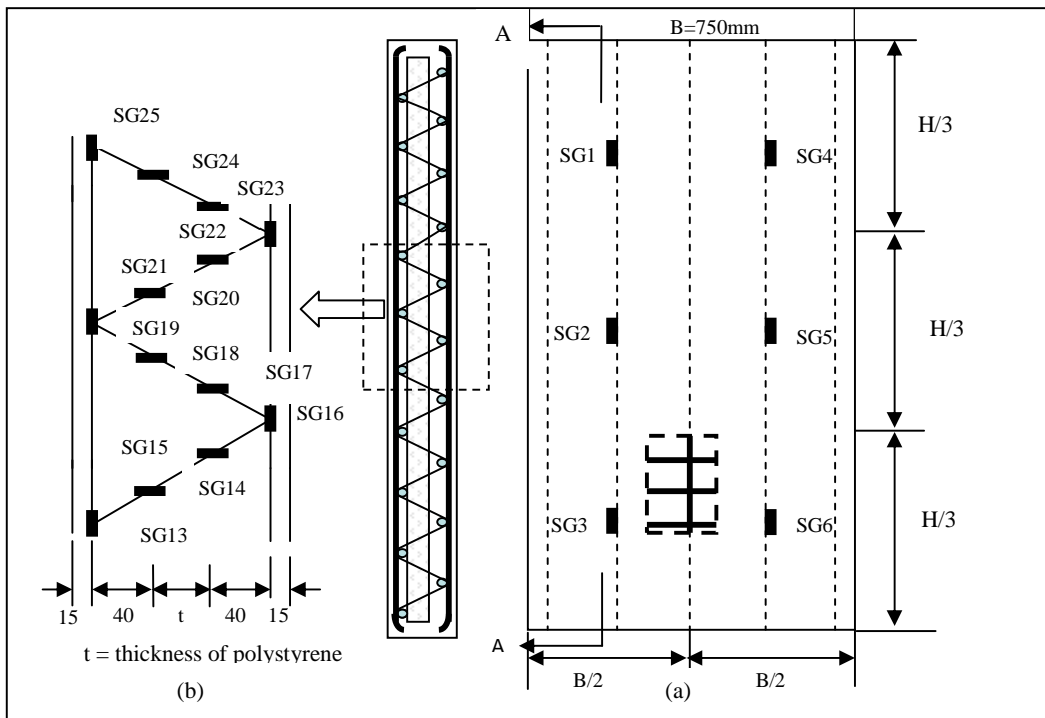 A
B=750mm
SG25
SG24
SG23
SG22
SG21
SG20
SG19
SG18
SG17
SG16
SG15
SG14
SG13
15
40
t
40
15
t = thickness of polystyrene
(b)
SG1
SG4
H/3
SG2
SG5
H/3
SG3
SG6
H/3
A
B/2
(a)
B/2